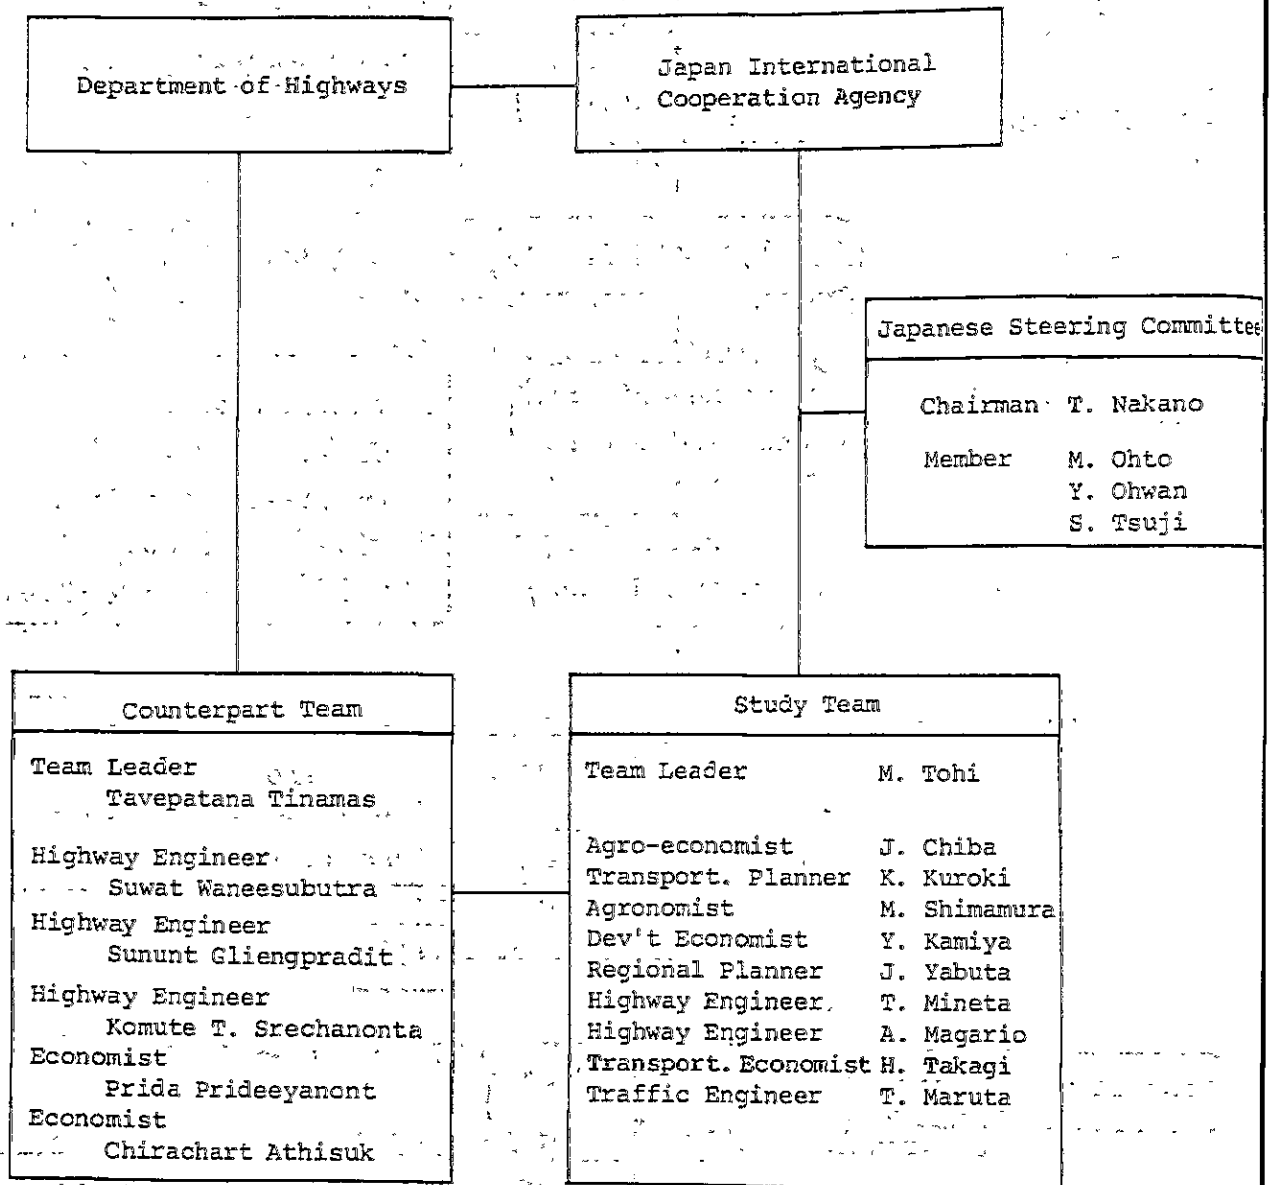 Department of Highways
Japan International
Cooperation Agency
Japanese Steering Committee
Chairman T. Nakano
Member M. Ohto
Y. Ohwan
S. Tsuji
Counterpart Team
Team Leader
Tavepatana Tinamas
Highway Engineer
Suwat Waneesubutra
Highway Engineer
Sununt Gliengpradit
Highway Engineer
Komute T. Srechanonta
Economist
Prida Prideeyanont
Economist
Chirachart Athisuk
Study Team
Team Leader M. Tohi
Agro-economist J. Chiba
Transport. Planner K. Kuroki
Agronomist M. Shimamura
Dev't Economist Y. Kamiya
Regional Planner J. Yabuta
Highway Engineer T. Mineta
Highway Engineer A. Magario
Transport. Economist H. Takagi
Traffic Engineer T. Maruta